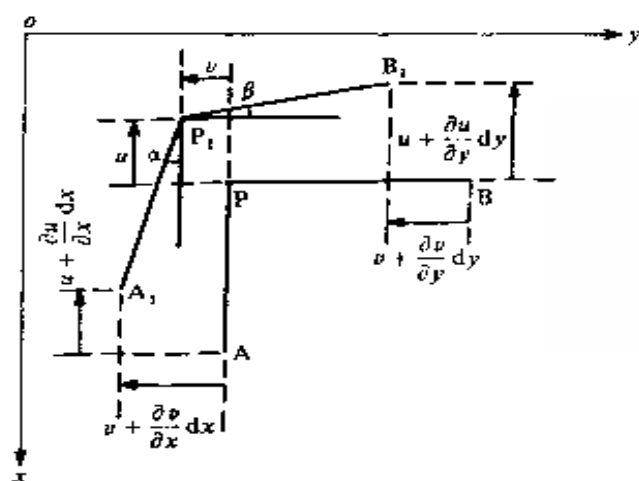 o
y
v
B₁
β
P₁
α
u
u + ∂u/∂y dy
P
B
v + ∂v/∂y dy
u + ∂u/∂x dx
A₁
A
v + ∂v/∂x dx
x